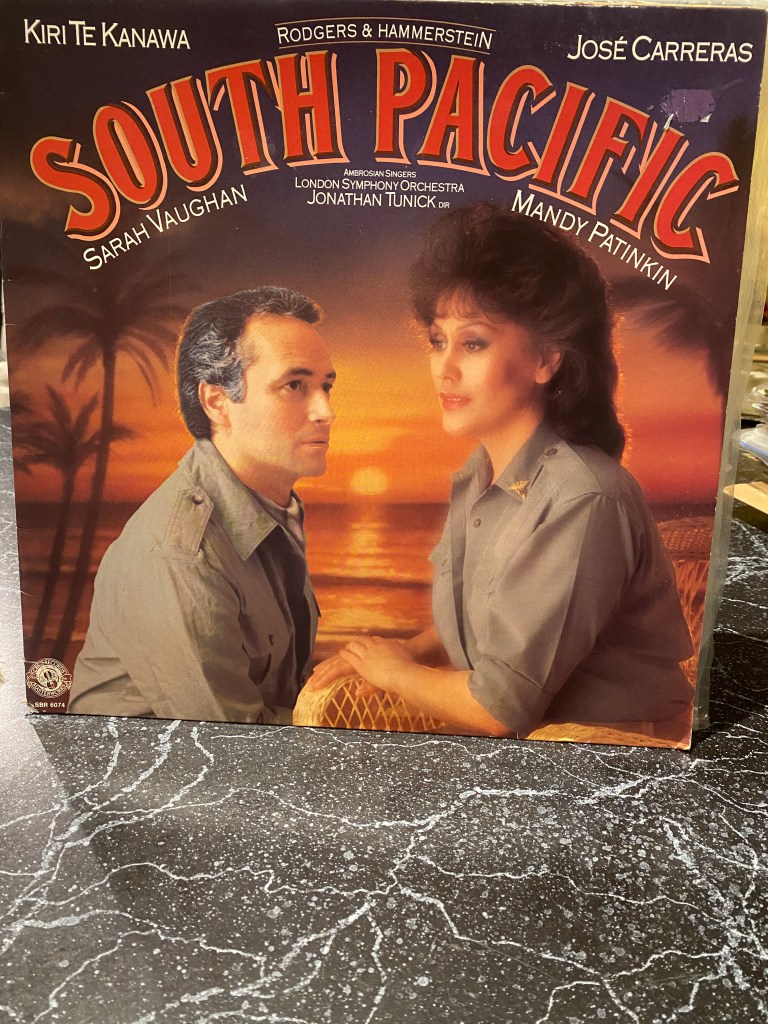 KIRI TE KANAWA
RODGERS & HAMMERSTEIN
JOSÉ CARRERAS
SOUTH PACIFIC
AMBROSIAN SINGERS
LONDON SYMPHONY ORCHESTRA
JONATHAN TUNICK DIR
SARAH VAUGHAN
MANDY PATINKIN
SBR 6074